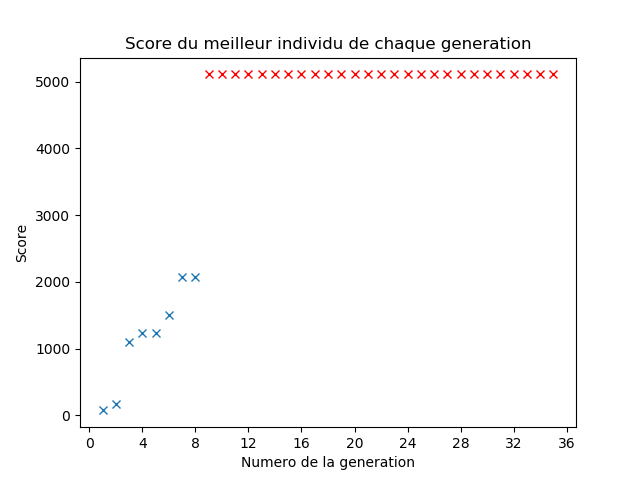 Score du meilleur individu de chaque generation
5000
4000
3000
2000
1000
0
Score
0 4 8 12 16 20 24 28 32 36
Numero de la generation